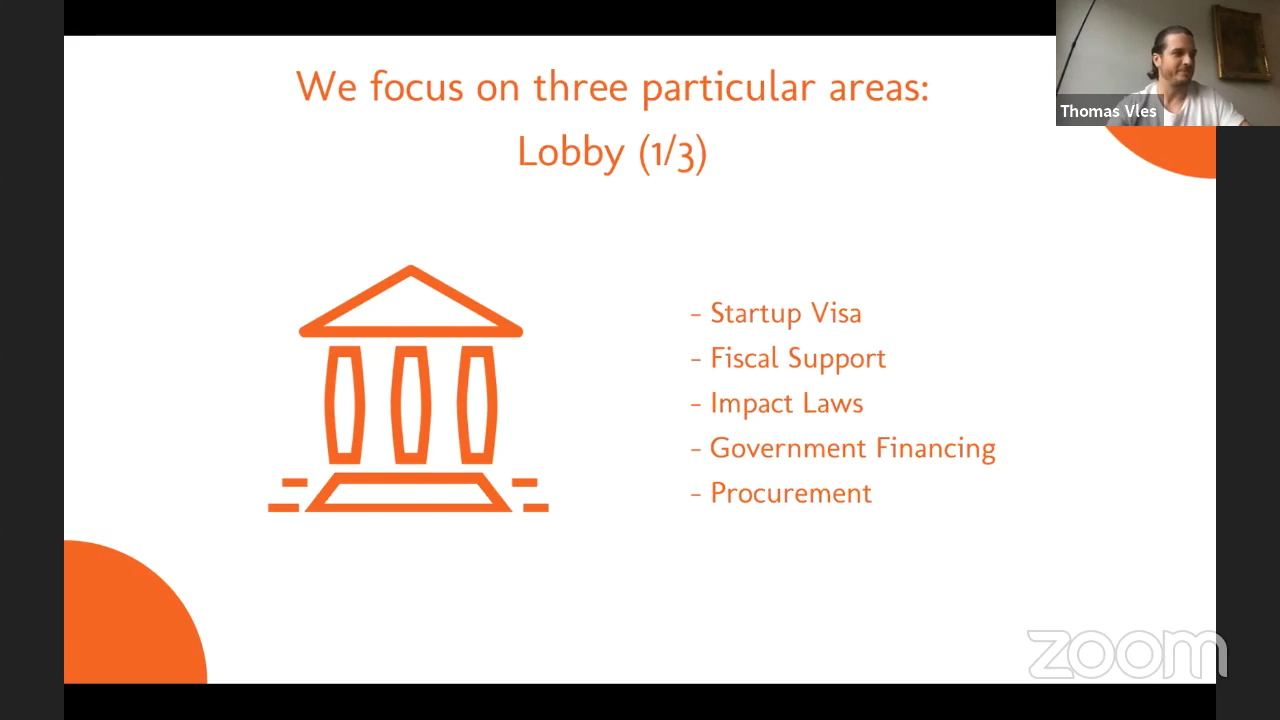 We focus on three particular areas:
Lobby (1/3)
Thomas Vles
- Startup Visa
- Fiscal Support
- Impact Laws
- Government Financing
- Procurement
zoom